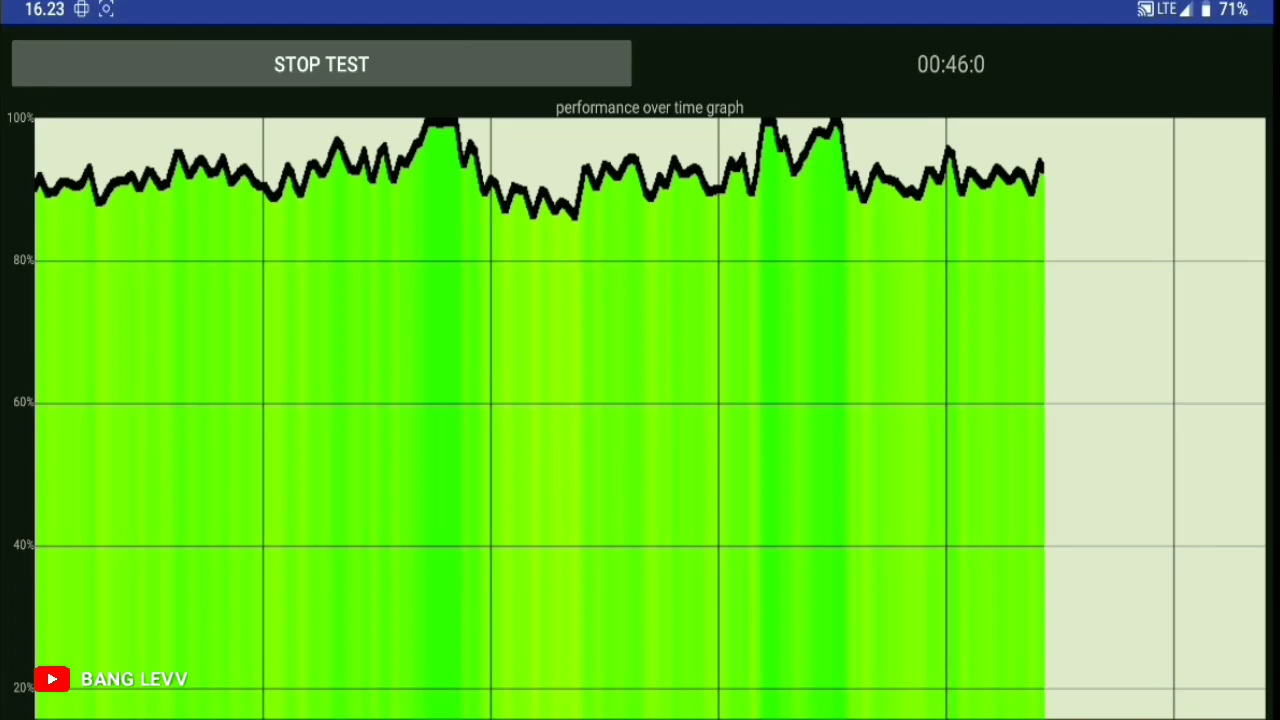 16.23 LTE 71%
STOP TEST 00:46:0
performance over time graph
100%
80%
60%
40%
20%
BANG LEVV